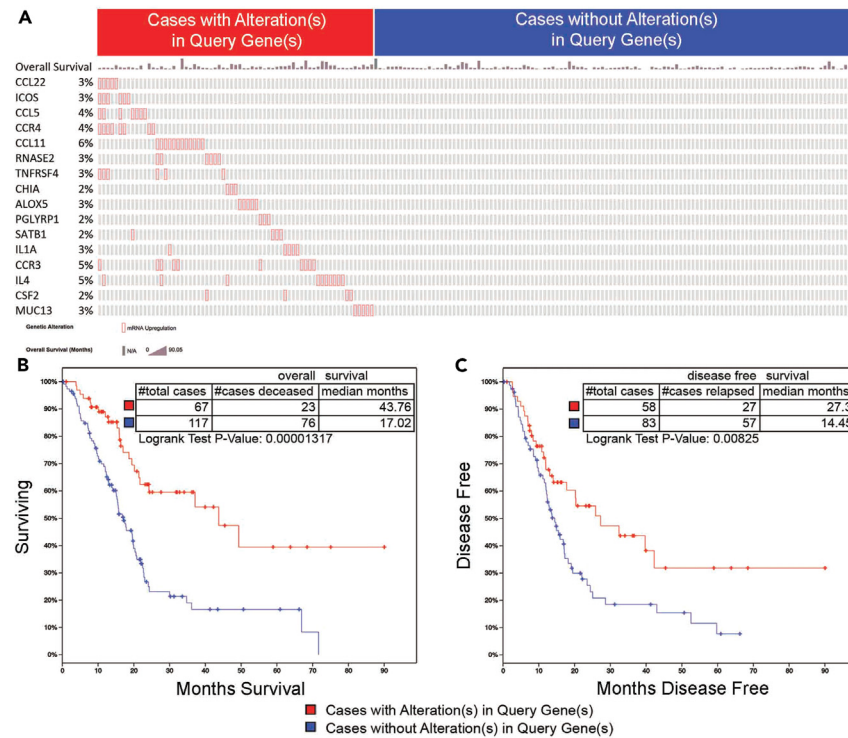 A
Cases with Alteration(s)
in Query Gene(s)
Cases without Alteration(s)
in Query Gene(s)
Overall Survival
CCL22 3%
ICOS 3%
CCL5 4%
CCR4 4%
CCL11 6%
RNASE2 3%
TNFRSF4 3%
CHIA 2%
ALOX5 3%
PGLYRP1 2%
SATB1 2%
IL1A 3%
CCR3 5%
IL4 5%
CSF2 2%
MUC13 3%
Genetic Alteration mRNA Upregulation
Overall Survival (Months) N/A 0 90.05
B
overall survival
#total cases #cases deceased median months
67 23 43.76
117 76 17.02
Logrank Test P-Value: 0.00001317
Surviving
100%
90%
80%
70%
60%
50%
40%
30%
20%
10%
0%
0 10 20 30 40 50 60 70 80 90
Months Survival
C
disease free survival
#total cases #cases relapsed median months
58 27 27.3
83 57 14.45
Logrank Test P-Value: 0.00825
Disease Free
100%
90%
80%
70%
60%
50%
40%
30%
20%
10%
0%
0 10 20 30 40 50 60 70 80 90
Months Disease Free
Cases with Alteration(s) in Query Gene(s)
Cases without Alteration(s) in Query Gene(s)